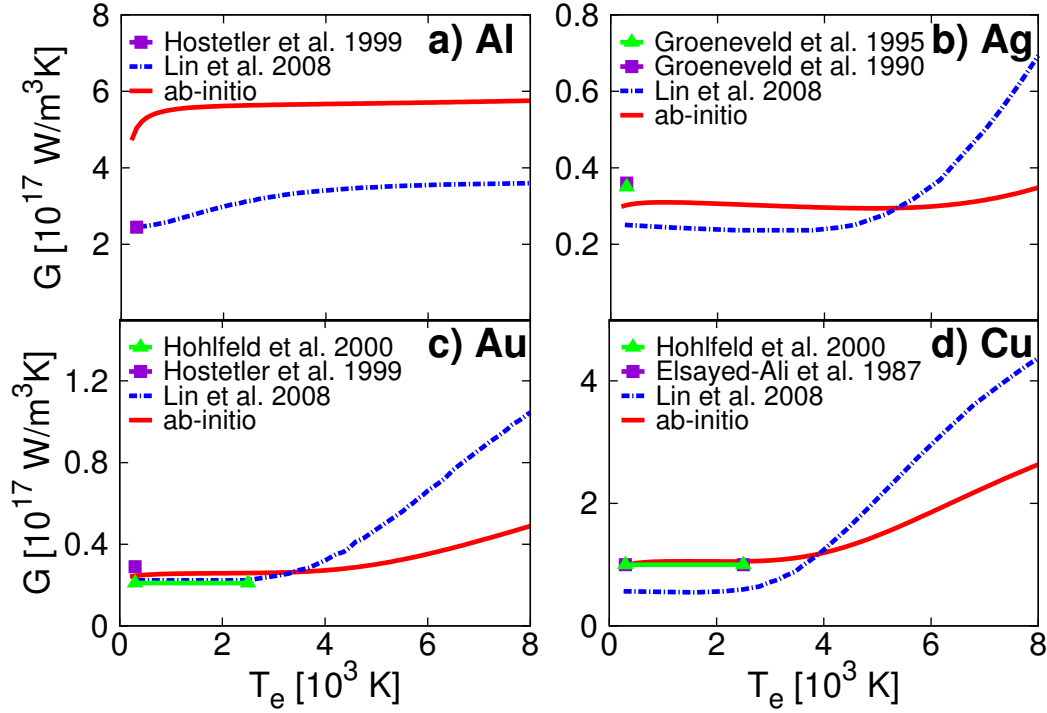 a) Al
Hostetler et al. 1999
Lin et al. 2008
ab-initio
8
6
4
2
G [10^17 W/m^3K]
b) Ag
Groeneveld et al. 1995
Groeneveld et al. 1990
Lin et al. 2008
ab-initio
0.8
0.6
0.4
0.2
c) Au
Hohlfeld et al. 2000
Hostetler et al. 1999
Lin et al. 2008
ab-initio
1.2
0.8
0.4
0
G [10^17 W/m^3K]
0 2 4 6 8
T_e [10^3 K]
d) Cu
Hohlfeld et al. 2000
Elsayed-Ali et al. 1987
Lin et al. 2008
ab-initio
4
2
0
0 2 4 6 8
T_e [10^3 K]